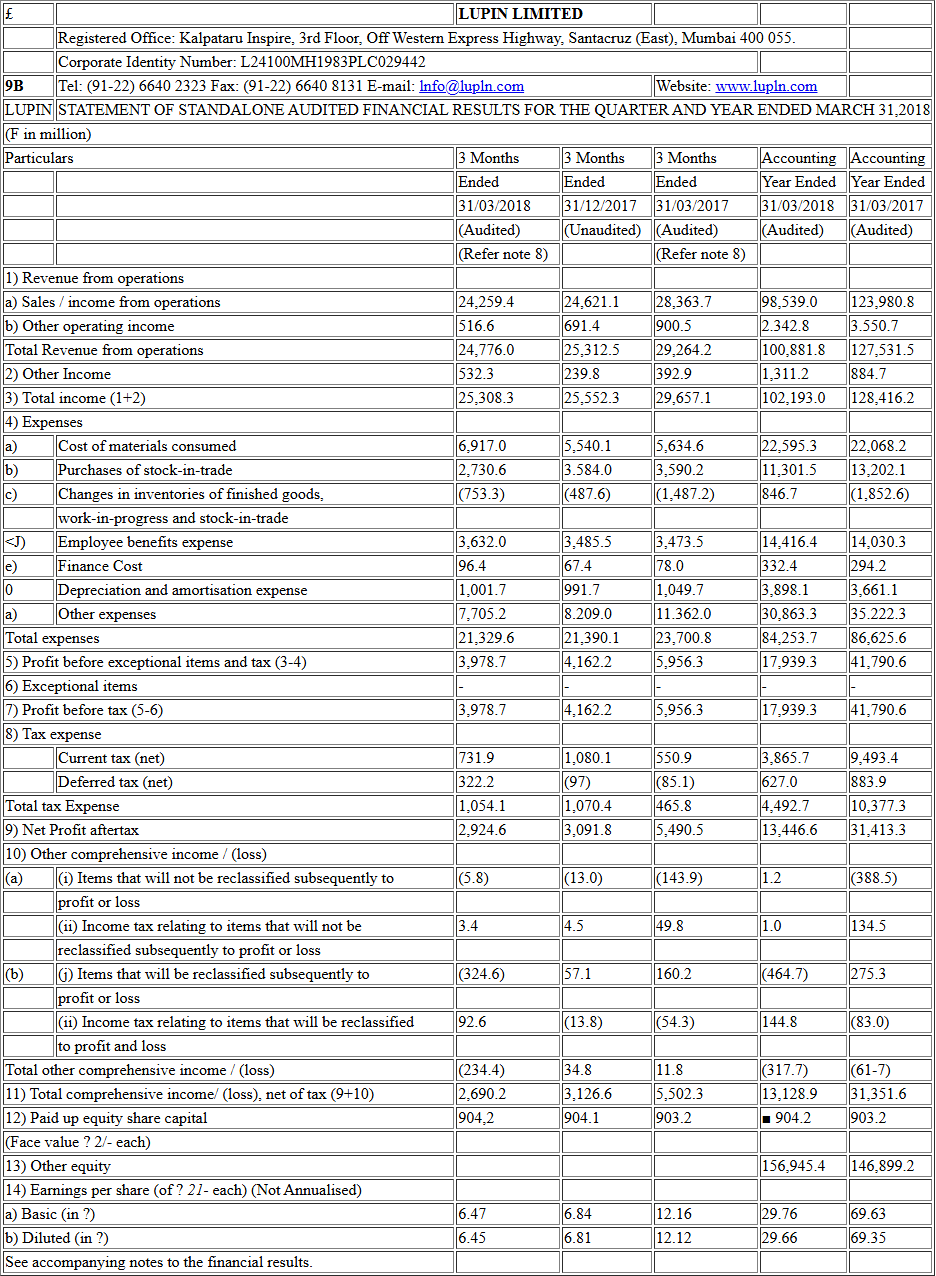 £ LUPIN LIMITED
Registered Office: Kalpataru Inspire, 3rd Floor, Off Western Express Highway, Santacruz (East), Mumbai 400 055.
Corporate Identity Number: L24100MH1983PLC029442
9B Tel: (91-22) 6640 2323 Fax: (91-22) 6640 8131 E-mail: lnfo@lupln.com Website: www.lupln.com
LUPIN STATEMENT OF STANDALONE AUDITED FINANCIAL RESULTS FOR THE QUARTER AND YEAR ENDED MARCH 31,2018
(F in million)
Particulars 3 Months 3 Months 3 Months Accounting Accounting
Ended Ended Ended Year Ended Year Ended
31/03/2018 31/12/2017 31/03/2017 31/03/2018 31/03/2017
(Audited) (Unaudited) (Audited) (Audited) (Audited)
(Refer note 8) (Refer note 8)
1) Revenue from operations
a) Sales / income from operations 24,259.4 24,621.1 28,363.7 98,539.0 123,980.8
b) Other operating income 516.6 691.4 900.5 2.342.8 3.550.7
Total Revenue from operations 24,776.0 25,312.5 29,264.2 100,881.8 127,531.5
2) Other Income 532.3 239.8 392.9 1,311.2 884.7
3) Total income (1+2) 25,308.3 25,552.3 29,657.1 102,193.0 128,416.2
4) Expenses
a) Cost of materials consumed 6,917.0 5,540.1 5,634.6 22,595.3 22,068.2
b) Purchases of stock-in-trade 2,730.6 3.584.0 3,590.2 11,301.5 13,202.1
c) Changes in inventories of finished goods, (753.3) (487.6) (1,487.2) 846.7 (1,852.6)
work-in-progress and stock-in-trade
<J) Employee benefits expense 3,632.0 3,485.5 3,473.5 14,416.4 14,030.3
e) Finance Cost 96.4 67.4 78.0 332.4 294.2
0 Depreciation and amortisation expense 1,001.7 991.7 1,049.7 3,898.1 3,661.1
a) Other expenses 7,705.2 8.209.0 11.362.0 30,863.3 35.222.3
Total expenses 21,329.6 21,390.1 23,700.8 84,253.7 86,625.6
5) Profit before exceptional items and tax (3-4) 3,978.7 4,162.2 5,956.3 17,939.3 41,790.6
6) Exceptional items - - - - -
7) Profit before tax (5-6) 3,978.7 4,162.2 5,956.3 17,939.3 41,790.6
8) Tax expense
Current tax (net) 731.9 1,080.1 550.9 3,865.7 9,493.4
Deferred tax (net) 322.2 (97) (85.1) 627.0 883.9
Total tax Expense 1,054.1 1,070.4 465.8 4,492.7 10,377.3
9) Net Profit aftertax 2,924.6 3,091.8 5,490.5 13,446.6 31,413.3
10) Other comprehensive income / (loss)
(a) (i) Items that will not be reclassified subsequently to (5.8) (13.0) (143.9) 1.2 (388.5)
profit or loss
(ii) Income tax relating to items that will not be 3.4 4.5 49.8 1.0 134.5
reclassified subsequently to profit or loss
(b) (j) Items that will be reclassified subsequently to (324.6) 57.1 160.2 (464.7) 275.3
profit or loss
(ii) Income tax relating to items that will be reclassified 92.6 (13.8) (54.3) 144.8 (83.0)
to profit and loss
Total other comprehensive income / (loss) (234.4) 34.8 11.8 (317.7) (61-7)
11) Total comprehensive income/ (loss), net of tax (9+10) 2,690.2 3,126.6 5,502.3 13,128.9 31,351.6
12) Paid up equity share capital 904,2 904.1 903.2 ■ 904.2 903.2
(Face value ? 2/- each)
13) Other equity 156,945.4 146,899.2
14) Earnings per share (of ? 21- each) (Not Annualised)
a) Basic (in ?) 6.47 6.84 12.16 29.76 69.63
b) Diluted (in ?) 6.45 6.81 12.12 29.66 69.35
See accompanying notes to the financial results.